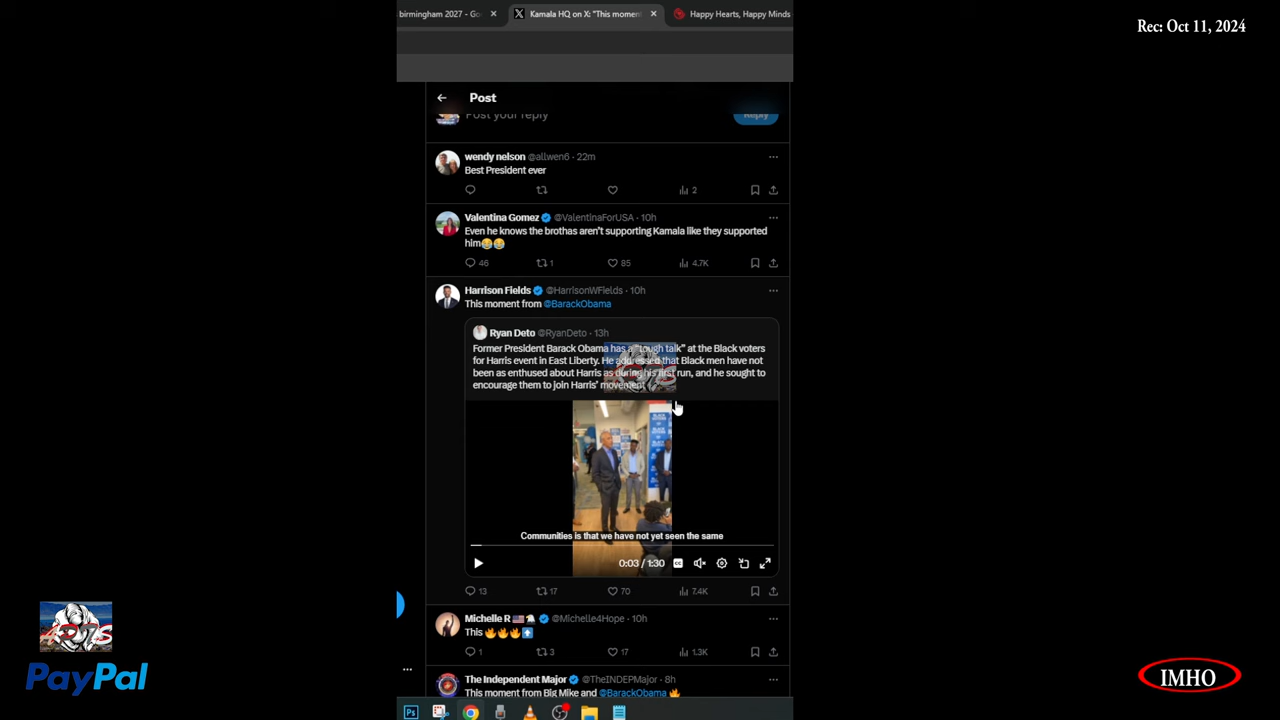 birmingham 2027 - Go
Kamala HQ on X: "This momen
Happy Hearts, Happy Minds
Rec: Oct 11, 2024
Post
Post your reply
Reply
wendy nelson @allwen6 · 22m
Best President ever
2
Valentina Gomez @ValentinaForUSA · 10h
Even he knows the brothas aren't supporting Kamala like they supported
him😂😂
46 1 85 4.7K
Harrison Fields @HarrisonWFields · 10h
This moment from @BarackObama
Ryan Deto @RyanDeto · 13h
Former President Barack Obama has a "tough talk" at the Black voters
for Harris event in East Liberty. He addressed that Black men have not
been as enthused about Harris as during his first run, and he sought to
encourage them to join Harris' movement
Communities is that we have not yet seen the same
0:03 / 1:30
13 17 70 7.4K
Michelle R @Michelle4Hope · 10h
This 🔥🔥🔥⬆️
1 3 17 1.3K
The Independent Major @TheINDEPMajor · 8h
This moment from Big Mike and @BarackObama 🔥
PayPal
IMHO
Ps